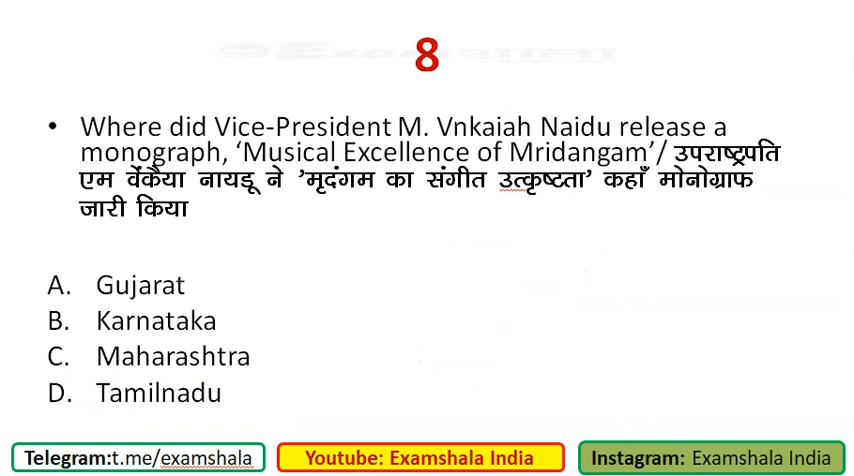 8
• Where did Vice-President M. Vnkaiah Naidu release a
monograph, ‘Musical Excellence of Mridangam’/ उपराष्ट्रपति
एम वेंकैया नायडू ने ’मृदंगम का संगीत उत्कृष्टता’ कहाँ मोनोग्राफ
जारी किया
A. Gujarat
B. Karnataka
C. Maharashtra
D. Tamilnadu
Telegram:t.me/examshala
Youtube: Examshala India
Instagram: Examshala India